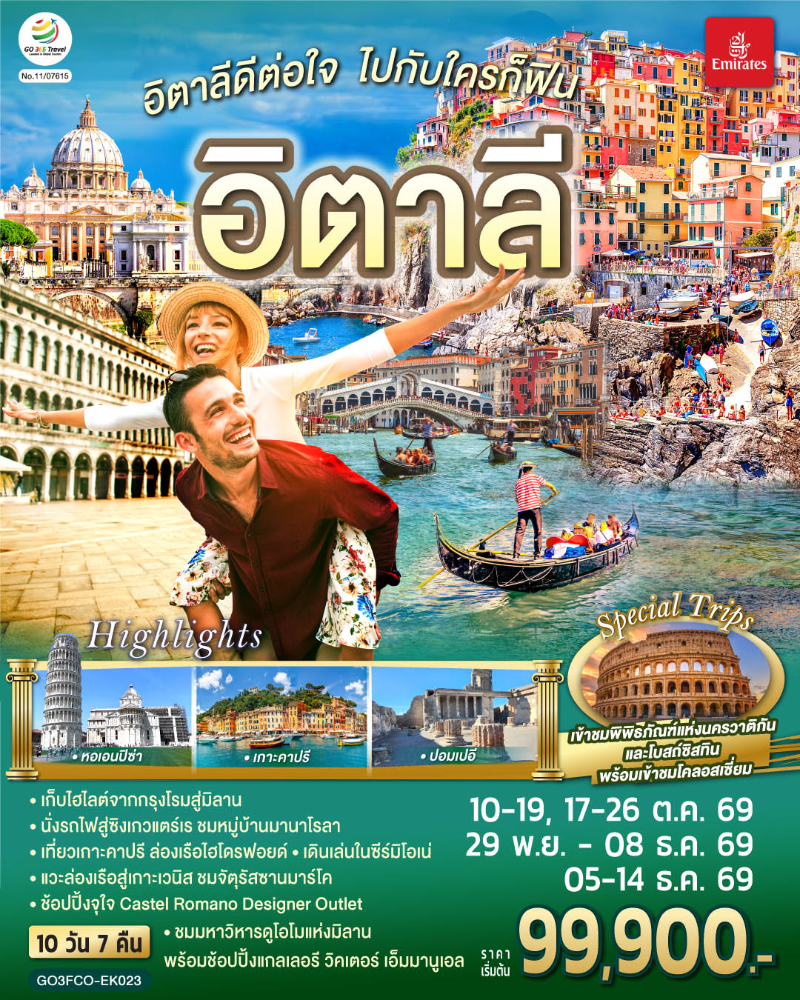 GO 365 Travel
Leaders in Global Tourism
No.11/07615
Emirates
อิตาลีดีต่อใจ ไปกับใครก็ฟิน
อิตาลี
Highlights
Special Trips
• หอเอนปิซ่า
• เกาะคาปรี
• ปอมเปอี
เข้าชมพิพิธภัณฑ์แห่งนครวาติกัน
และโบสถ์ซิสทิน
พร้อมเข้าชมโคลอสเซี่ยม
• เก็บไฮไลต์จากกรุงโรมสู่มิลาน
• นั่งรถไฟสู่ซิงเกวแตร์เร ชมหมู่บ้านมานาโรลา
• เที่ยวเกาะคาปรี ล่องเรือไฮโดรฟอยด์ • เดินเล่นในซีร์มิโอเน่
• แวะล่องเรือสู่เกาะเวนิส ชมจัตุรัสซานมาร์โค
• ช้อปปิ้งจุใจ Castel Romano Designer Outlet
• ชมมหาวิหารดูโอโมแห่งมิลาน
พร้อมช้อปปิ้งแกลเลอรี วิคเตอร์ เอ็มมานูเอล
10-19, 17-26 ต.ค. 69
29 พ.ย. - 08 ธ.ค. 69
05-14 ธ.ค. 69
10 วัน 7 คืน
GO3FCO-EK023
ราคา
เริ่มต้น
99,900.-